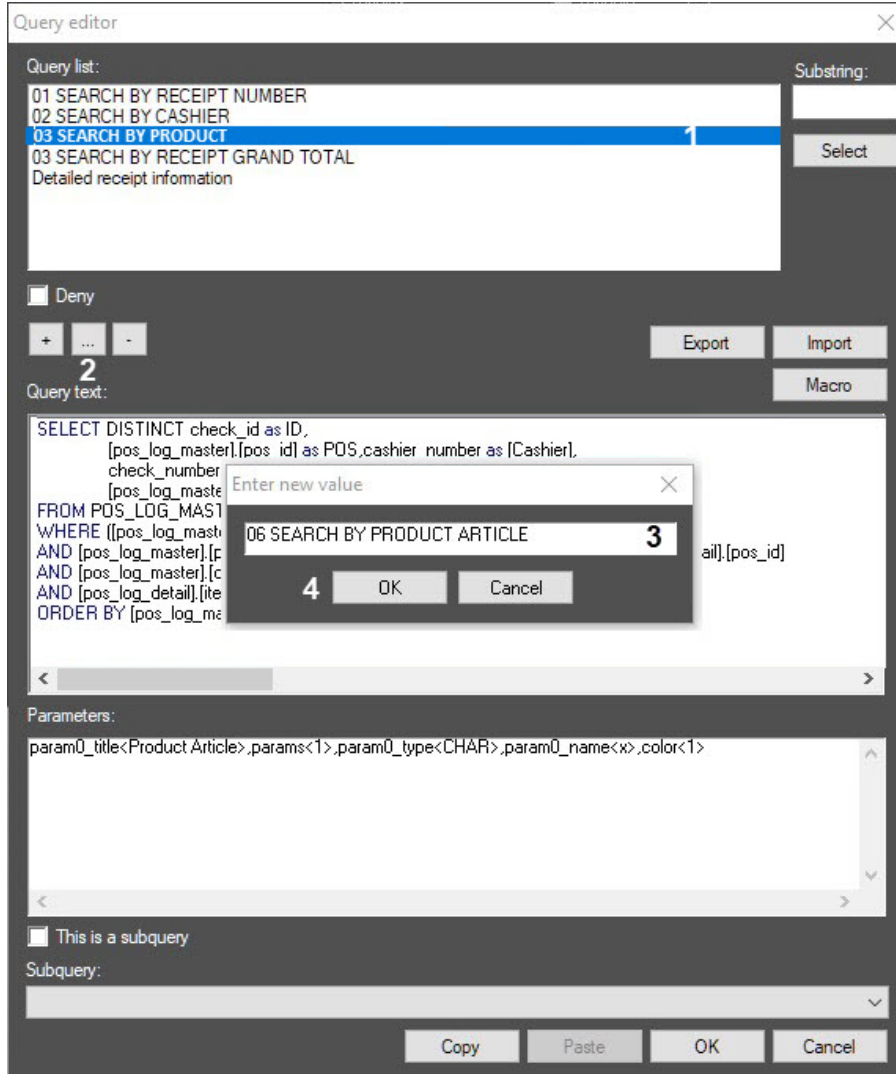 Query editor
Query list:
Substring:
01 SEARCH BY RECEIPT NUMBER
02 SEARCH BY CASHIER
03 SEARCH BY PRODUCT 1
03 SEARCH BY RECEIPT GRAND TOTAL
Detailed receipt information
Select
Deny
+ ... -
2
Export Import
Macro
Query text:
SELECT DISTINCT check_id as ID,
[pos_log_master].[pos_id] as POS,cashier_number as [Cashier],
check_number
[pos_log_maste
FROM POS_LOG_MAST
WHERE ([pos_log_mast
AND [pos_log_master].[p ail].[pos_id]
AND [pos_log_master].[c
AND [pos_log_detail].[ite
ORDER BY [pos_log_ma
Enter new value
06 SEARCH BY PRODUCT ARTICLE 3
4 OK Cancel
Parameters:
param0_title<Product Article>,params<1>,param0_type<CHAR>,param0_name<x>,color<1>
This is a subquery
Subquery:
Copy Paste OK Cancel